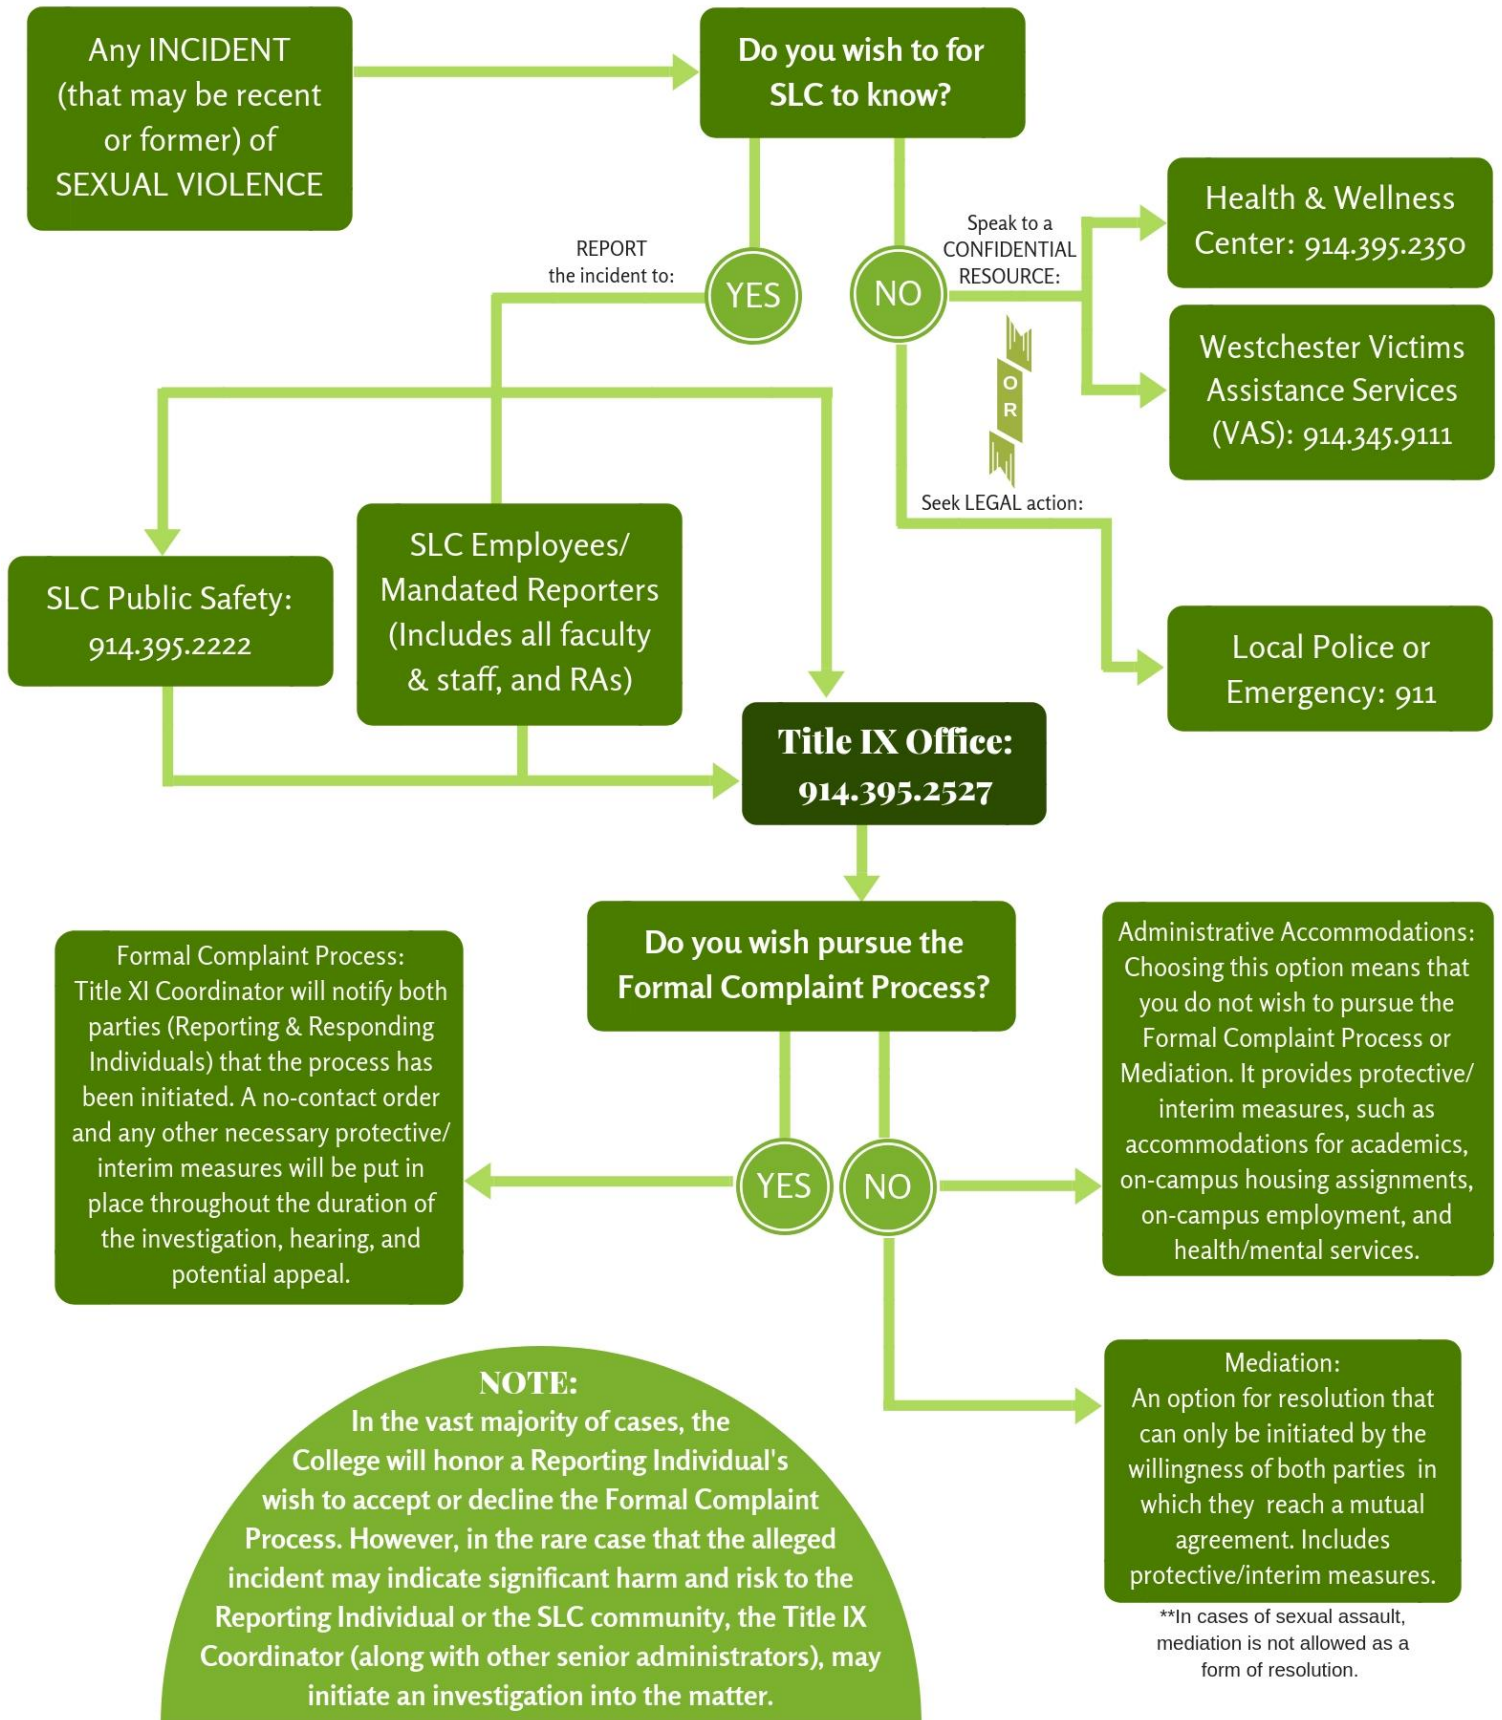 Any INCIDENT
(that may be recent
or former) of
SEXUAL VIOLENCE
Do you wish to for
SLC to know?
REPORT
the incident to:
YES
NO
Speak to a
CONFIDENTIAL
RESOURCE:
Health & Wellness
Center: 914.395.2350
Westchester Victims
Assistance Services
(VAS): 914.345.9111
O
R
Seek LEGAL action:
Local Police or
Emergency: 911
SLC Public Safety:
914.395.2222
SLC Employees/
Mandated Reporters
(Includes all faculty
& staff, and RAs)
Title IX Office:
914.395.2527
Do you wish pursue the
Formal Complaint Process?
YES
NO
Formal Complaint Process:
Title XI Coordinator will notify both
parties (Reporting & Responding
Individuals) that the process has
been initiated. A no-contact order
and any other necessary protective/
interim measures will be put in
place throughout the duration of
the investigation, hearing, and
potential appeal.
Administrative Accommodations:
Choosing this option means that
you do not wish to pursue the
Formal Complaint Process or
Mediation. It provides protective/
interim measures, such as
accommodations for academics,
on-campus housing assignments,
on-campus employment, and
health/mental services.
Mediation:
An option for resolution that
can only be initiated by the
willingness of both parties in
which they reach a mutual
agreement. Includes
protective/interim measures.
**In cases of sexual assault,
mediation is not allowed as a
form of resolution.
NOTE:
In the vast majority of cases, the
College will honor a Reporting Individual's
wish to accept or decline the Formal Complaint
Process. However, in the rare case that the alleged
incident may indicate significant harm and risk to the
Reporting Individual or the SLC community, the Title IX
Coordinator (along with other senior administrators), may
initiate an investigation into the matter.